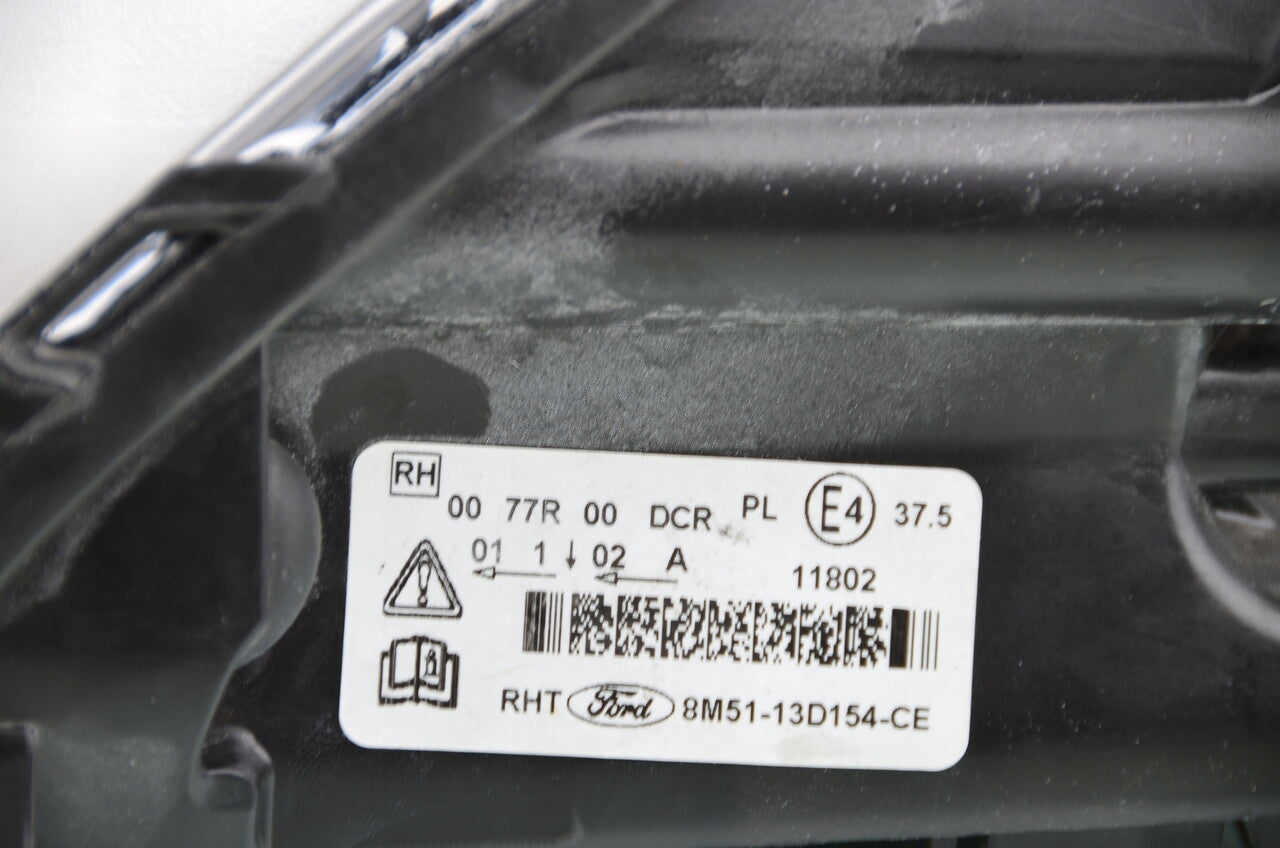 RH
00 77R 00 DCR PL E4 37.5
01 1 ↓ 02 A
11802
RHT Ford 8M51-13D154-CE